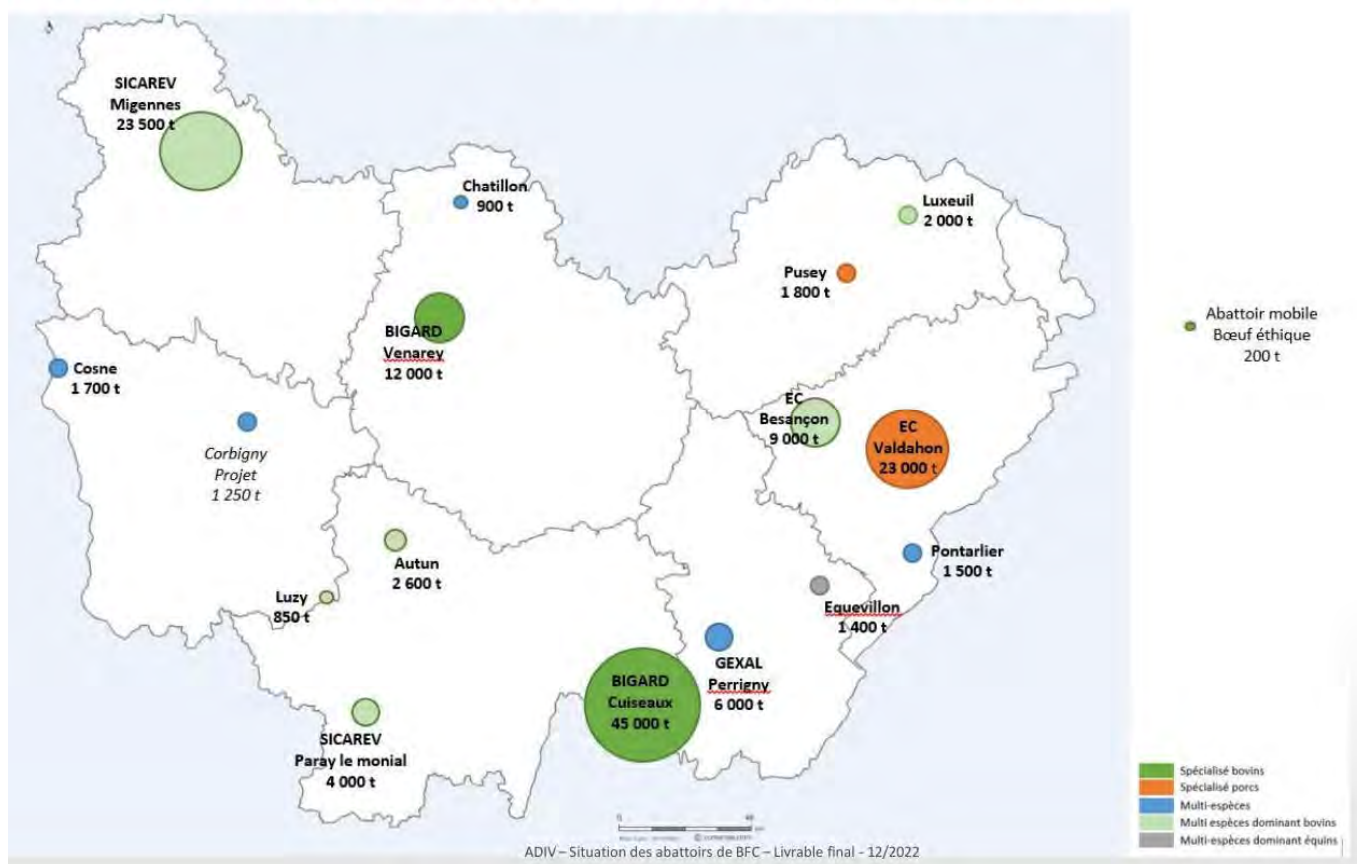 SICAREV
Migennes
23 500 t
Chatillon
900 t
Luxeuil
2 000 t
Pusey
1 800 t
BIGARD
Venarey
12 000 t
Abattoir mobile
Bœuf éthique
200 t
Cosne
1 700 t
Corbigny
Projet
1 250 t
EC
Besançon
9 000 t
EC
Valdahon
23 000 t
Autun
2 600 t
Luzy
850 t
Pontarlier
1 500 t
Equevillon
1 400 t
GEXAL
Perrigny
6 000 t
BIGARD
Cuiseaux
45 000 t
SICAREV
Paray le monial
4 000 t
Spécialisé bovins
Spécialisé porcs
Multi-espèces
Multi espèces dominant bovins
Multi-espèces dominant équins
ADIV – Situation des abattoirs de BFC – Livrable final - 12/2022